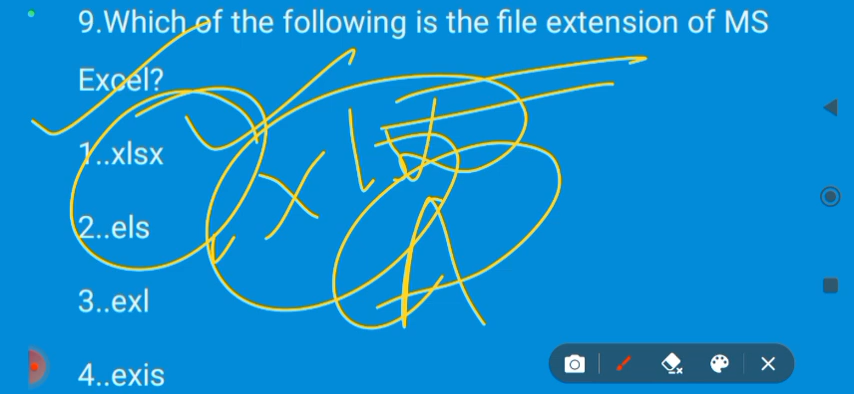 9.Which of the following is the file extension of MS
Excel?
1..xlsx
2..els
3..exl
4..exis